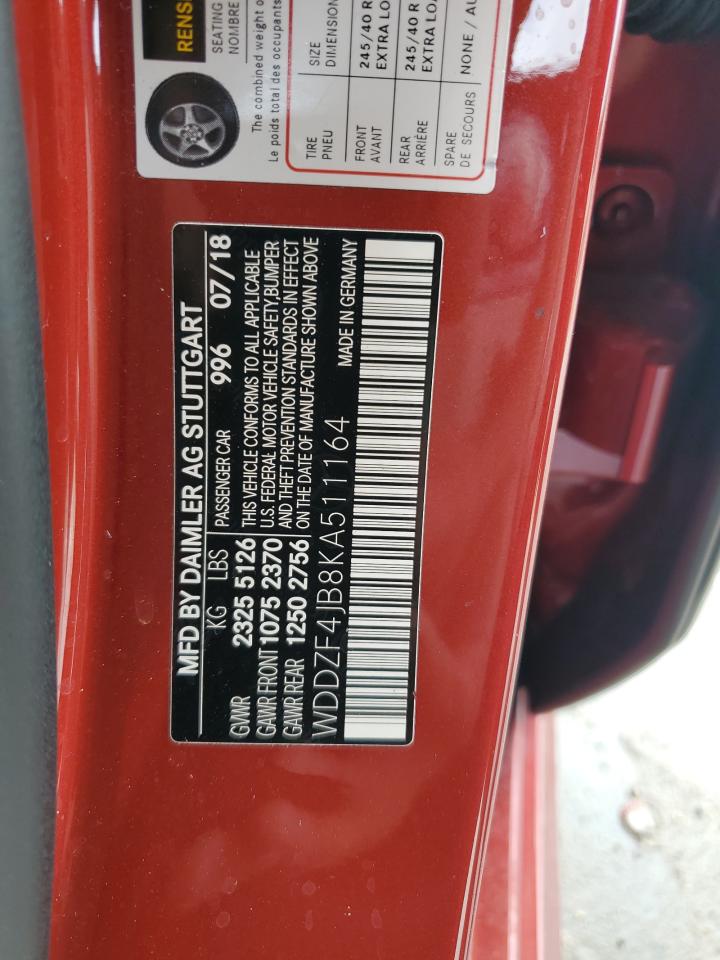 RENS
SEATING
NOMBRE
The combined weight o
Le poids total des occupants
TIRE SIZE
PNEU DIMENSION
FRONT 245/40 R
AVANT EXTRA LO
REAR 245/40 R
ARRIÈRE EXTRA LOA
SPARE NONE / AU
DE SECOURS
MFD BY DAIMLER AG STUTTGART
KG LBS PASSENGER CAR 996 07/18
GVWR 2325 5126 THIS VEHICLE CONFORMS TO ALL APPLICABLE
GAWR FRONT 1075 2370 U.S. FEDERAL MOTOR VEHICLE SAFETY,BUMPER
GAWR REAR 1250 2756 AND THEFT PREVENTION STANDARDS IN EFFECT
ON THE DATE OF MANUFACTURE SHOWN ABOVE
WDDZF4JB8KA511164 MADE IN GERMANY